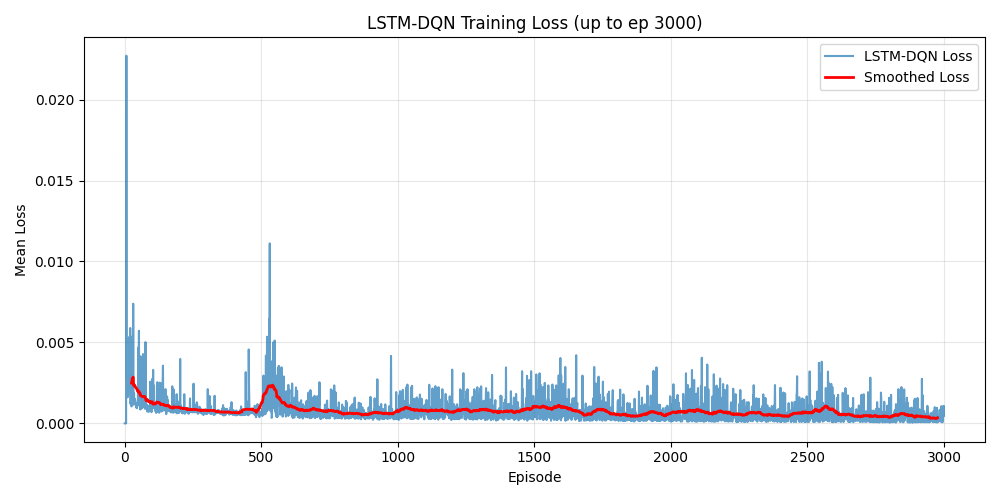 LSTM-DQN Training Loss (up to ep 3000)
LSTM-DQN Loss
Smoothed Loss
Mean Loss
0.020
0.015
0.010
0.005
0.000
0 500 1000 1500 2000 2500 3000
Episode